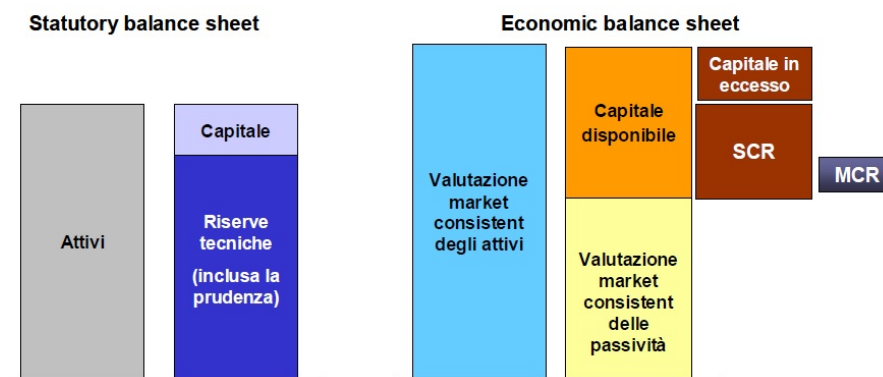 Statutory balance sheet
Economic balance sheet
Attivi
Capitale
Riserve
tecniche
(inclusa la
prudenza)
Valutazione
market
consistent
degli attivi
Capitale
disponibile
Valutazione
market
consistent
delle
passività
Capitale in
eccesso
SCR
MCR